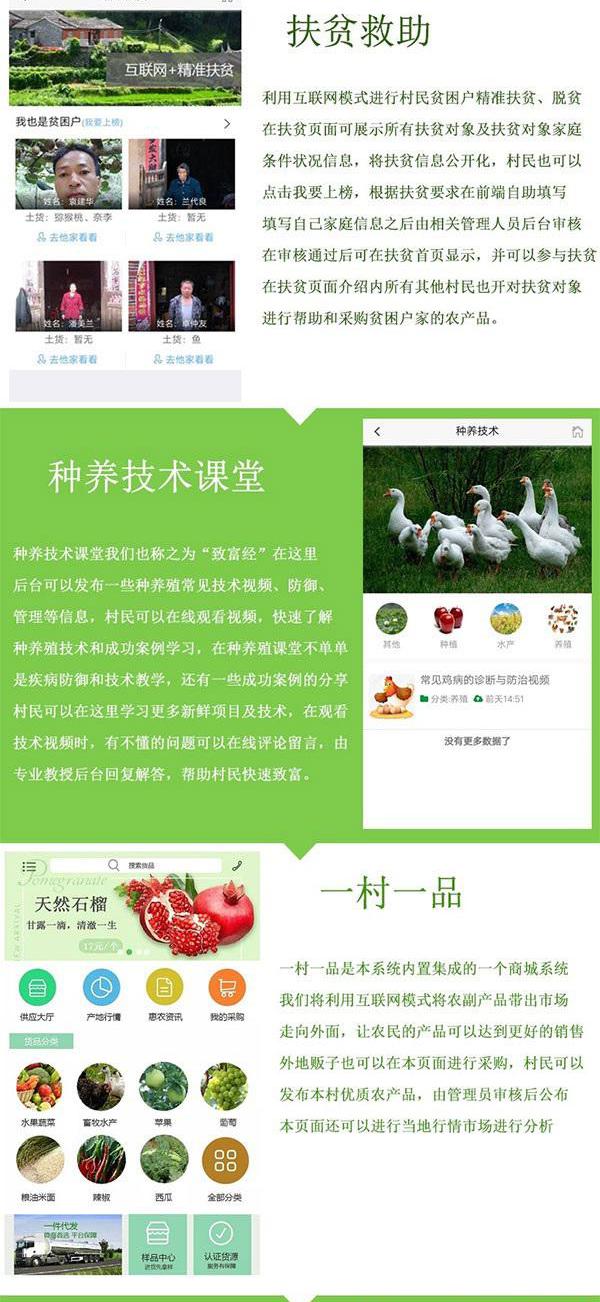 扶贫救助
互联网+精准扶贫
我也是贫困户(我要上榜)
姓名：袁建华
姓名：兰代良
土货：猕猴桃、奈李
土货：暂无
去他家看看
去他家看看
姓名：潘美兰
姓名：卓仲友
土货：暂无
土货：鱼
去他家看看
去他家看看
利用互联网模式进行村民贫困户精准扶贫、脱贫
在扶贫页面可展示所有扶贫对象及扶贫对象家庭
条件状况信息，将扶贫信息公开化，村民也可以
点击我要上榜，根据扶贫要求在前端自助填写
填写自己家庭信息之后由相关管理人员后台审核
在审核通过后可在扶贫首页显示，并可以参与扶贫
在扶贫页面介绍内所有其他村民也开对扶贫对象
进行帮助和采购贫困户家的农产品。
种养技术课堂
种养技术课堂我们也称之为“致富经”在这里
后台可以发布一些种养殖常见技术视频、防御、
管理等信息，村民可以在线观看视频，快速了解
种养殖技术和成功案例学习，在种养殖课堂不单单
是疾病防御和技术教学，还有一些成功案例的分享
村民可以在这里学习更多新鲜项目及技术，在观看
技术视频时，有不懂的问题可以在线评论留言，由
专业教授后台回复解答，帮助村民快速致富。
种养技术
其他
种植
水产
养殖
常见鸡病的诊断与防治视频
分类:养殖 前天14:51
没有更多数据了
搜索货品
Pomegranate
天然石榴
甘露一滴，清澈一生
17元/个
供应大厅
产地行情
惠农资讯
我的采购
货品分类
水果蔬菜
畜牧水产
苹果
葡萄
粮油米面
辣椒
西瓜
全部分类
一件代发
微商首选 平台保障
样品中心
进货先拿样
认证货源
服务有保障
一村一品
一村一品是本系统内置集成的一个商城系统
我们将利用互联网模式将农副产品带出市场
走向外面，让农民的产品可以达到更好的销售
外地贩子也可以在本页面进行采购，村民可以
发布本村优质农产品，由管理员审核后公布
本页面还可以进行当地行情市场进行分析